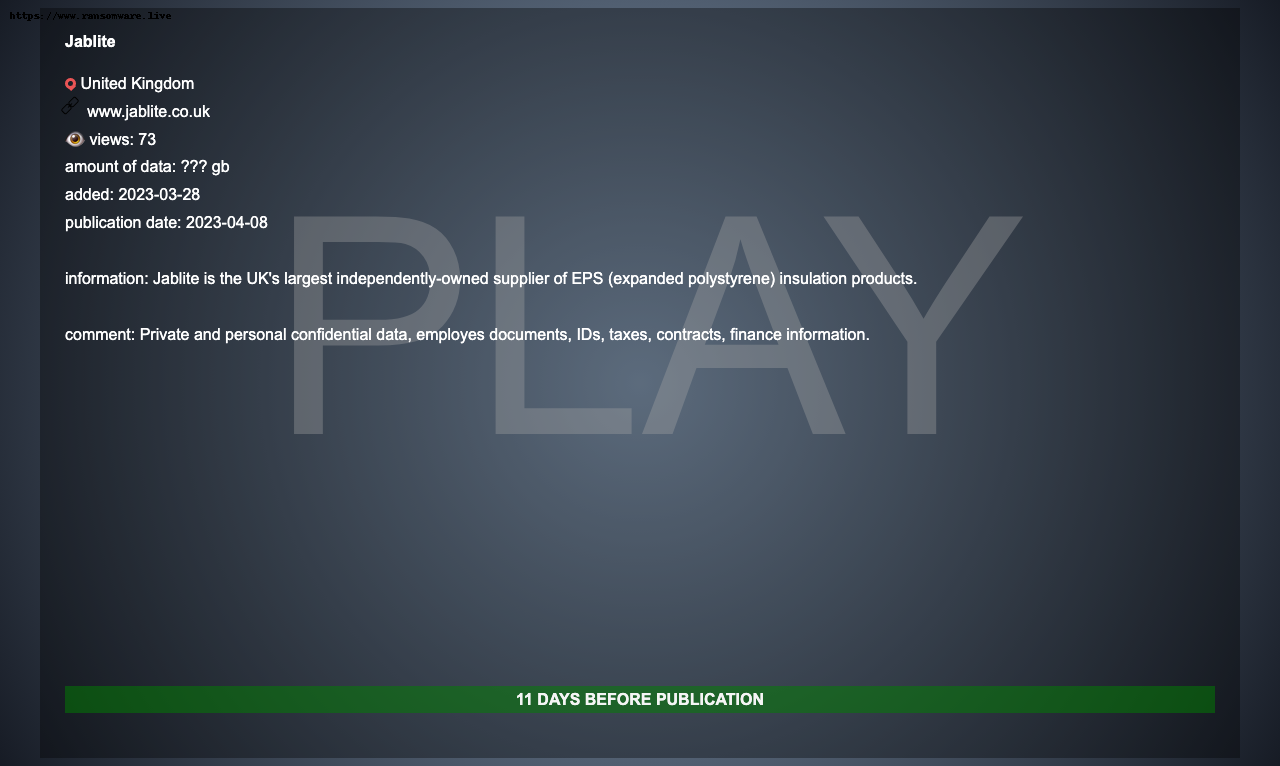 https://www.ransomware.live
Jablite
United Kingdom
www.jablite.co.uk
views: 73
amount of data: ??? gb
added: 2023-03-28
publication date: 2023-04-08
PLAY
information: Jablite is the UK's largest independently-owned supplier of EPS (expanded polystyrene) insulation products.
comment: Private and personal confidential data, employes documents, IDs, taxes, contracts, finance information.
11 DAYS BEFORE PUBLICATION